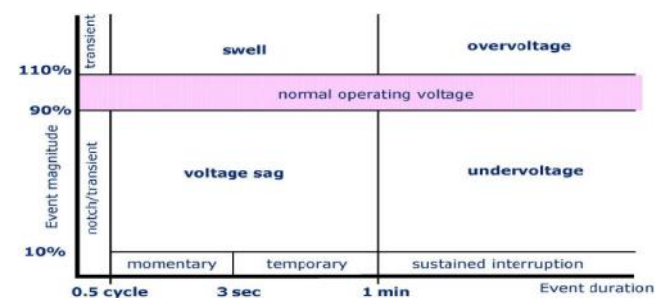 transient
swell
overvoltage
110%
normal operating voltage
90%
Event magnitude
notch/transient
voltage sag
undervoltage
10%
momentary
temporary
sustained interruption
0.5 cycle
3 sec
1 min
Event duration